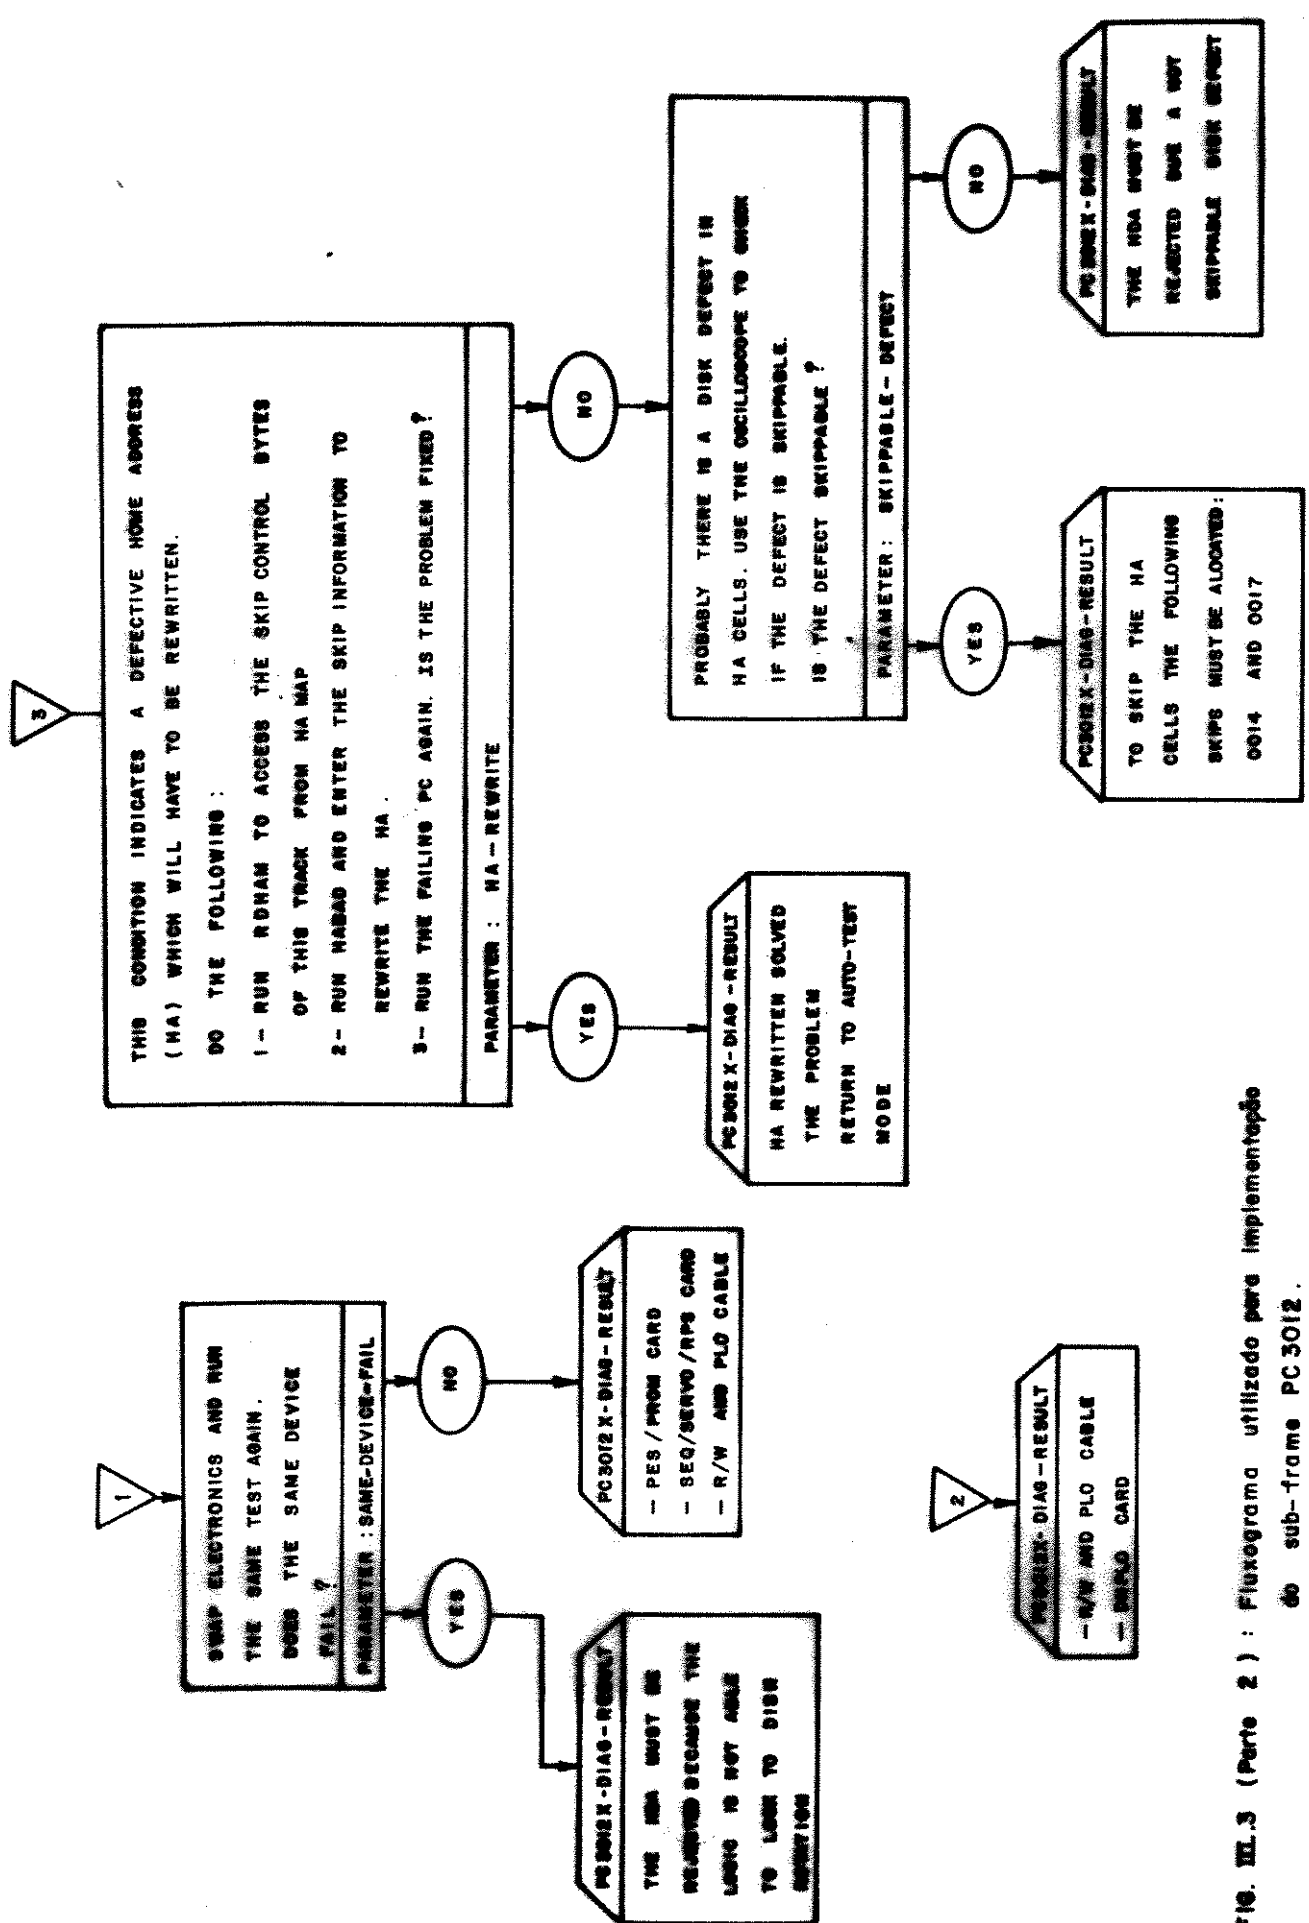 1
SWAP ELECTRONICS AND RUN
THE SAME TEST AGAIN.
DOES THE SAME DEVICE
FAIL ?
PARAMETER : SAME-DEVICE-FAIL
YES
NO
PC3012X-DIAG-RESULT
THE HDA MUST BE
REJECTED BECAUSE THE
LOGIC IS NOT ABLE
TO LOOK TO DISK
PC3012X-DIAG-RESULT
— PES/PROM CARD
— SEQ/SERVO/RPS CARD
— R/W AND PLO CABLE
2
PC3012X-DIAG-RESULT
— R/W AND PLO CABLE
— CARD
3
THIS CONDITION INDICATES A DEFECTIVE HOME ADDRESS
(HA) WHICH WILL HAVE TO BE REWRITTEN.
DO THE FOLLOWING :
1 — RUN RDHAM TO ACCESS THE SKIP CONTROL BYTES
OF THIS TRACK FROM HA MAP
2 — RUN HABAD AND ENTER THE SKIP INFORMATION TO
REWRITE THE HA .
3 — RUN THE FAILING PC AGAIN. IS THE PROBLEM FIXED?
PARAMETER : HA — REWRITE
YES
NO
PC3012X-DIAG-RESULT
HA REWRITTEN SOLVED
THE PROBLEM
RETURN TO AUTO-TEST
MODE
PROBABLY THERE IS A DISK DEFECT IN
HA CELLS. USE THE OSCILLOSCOPE TO CHECK
IF THE DEFECT IS SKIPPABLE.
IS THE DEFECT SKIPPABLE ?
PARAMETER : SKIPPABLE — DEFECT
YES
NO
PC3012X-DIAG-RESULT
TO SKIP THE HA
CELLS THE FOLLOWING
SKIPS MUST BE ALOCATED:
0014 AND 0017
PC3012X-DIAG-RESULT
THE HDA MUST BE
REJECTED DUE A NOT
SKIPPABLE DISK DEFECT
FIG. III.3 (Parte 2 ) : Fluxograma utilizado para implementação
do sub-frame PC 3012.